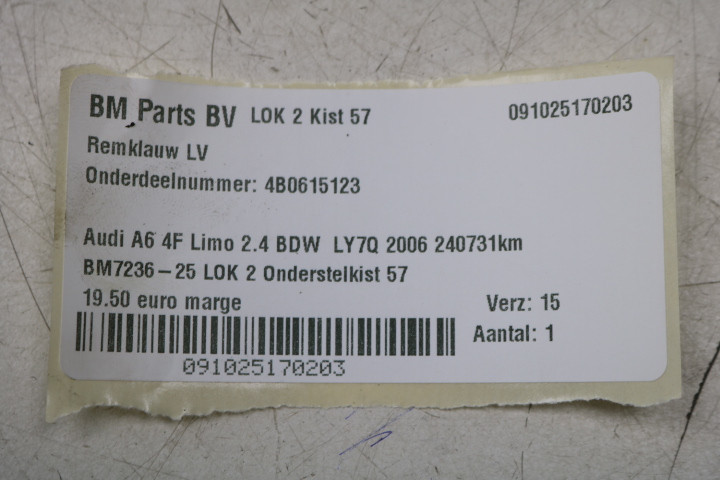 BM Parts BV LOK 2 Kist 57 091025170203
Remklauw LV
Onderdeelnummer: 4B0615123
Audi A6 4F Limo 2.4 BDW LY7Q 2006 240731km
BM7236-25 LOK 2 Onderstelkist 57
19.50 euro marge Verz: 15
Aantal: 1
091025170203